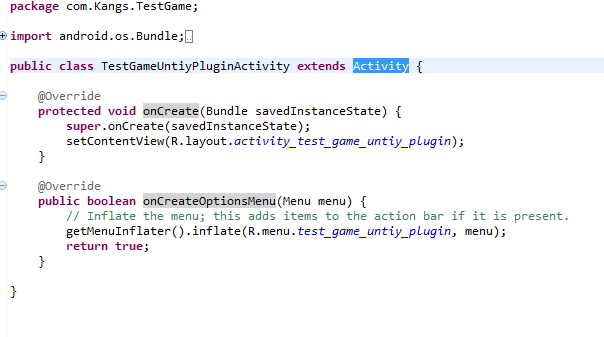 package com.Kangs.TestGame;
import android.os.Bundle;
public class TestGameUntiyPluginActivity extends Activity {
@Override
protected void onCreate(Bundle savedInstanceState) {
super.onCreate(savedInstanceState);
setContentView(R.layout.activity_test_game_untiy_plugin);
}
@Override
public boolean onCreateOptionsMenu(Menu menu) {
// Inflate the menu; this adds items to the action bar if it is present.
getMenuInflater().inflate(R.menu.test_game_untiy_plugin, menu);
return true;
}
}